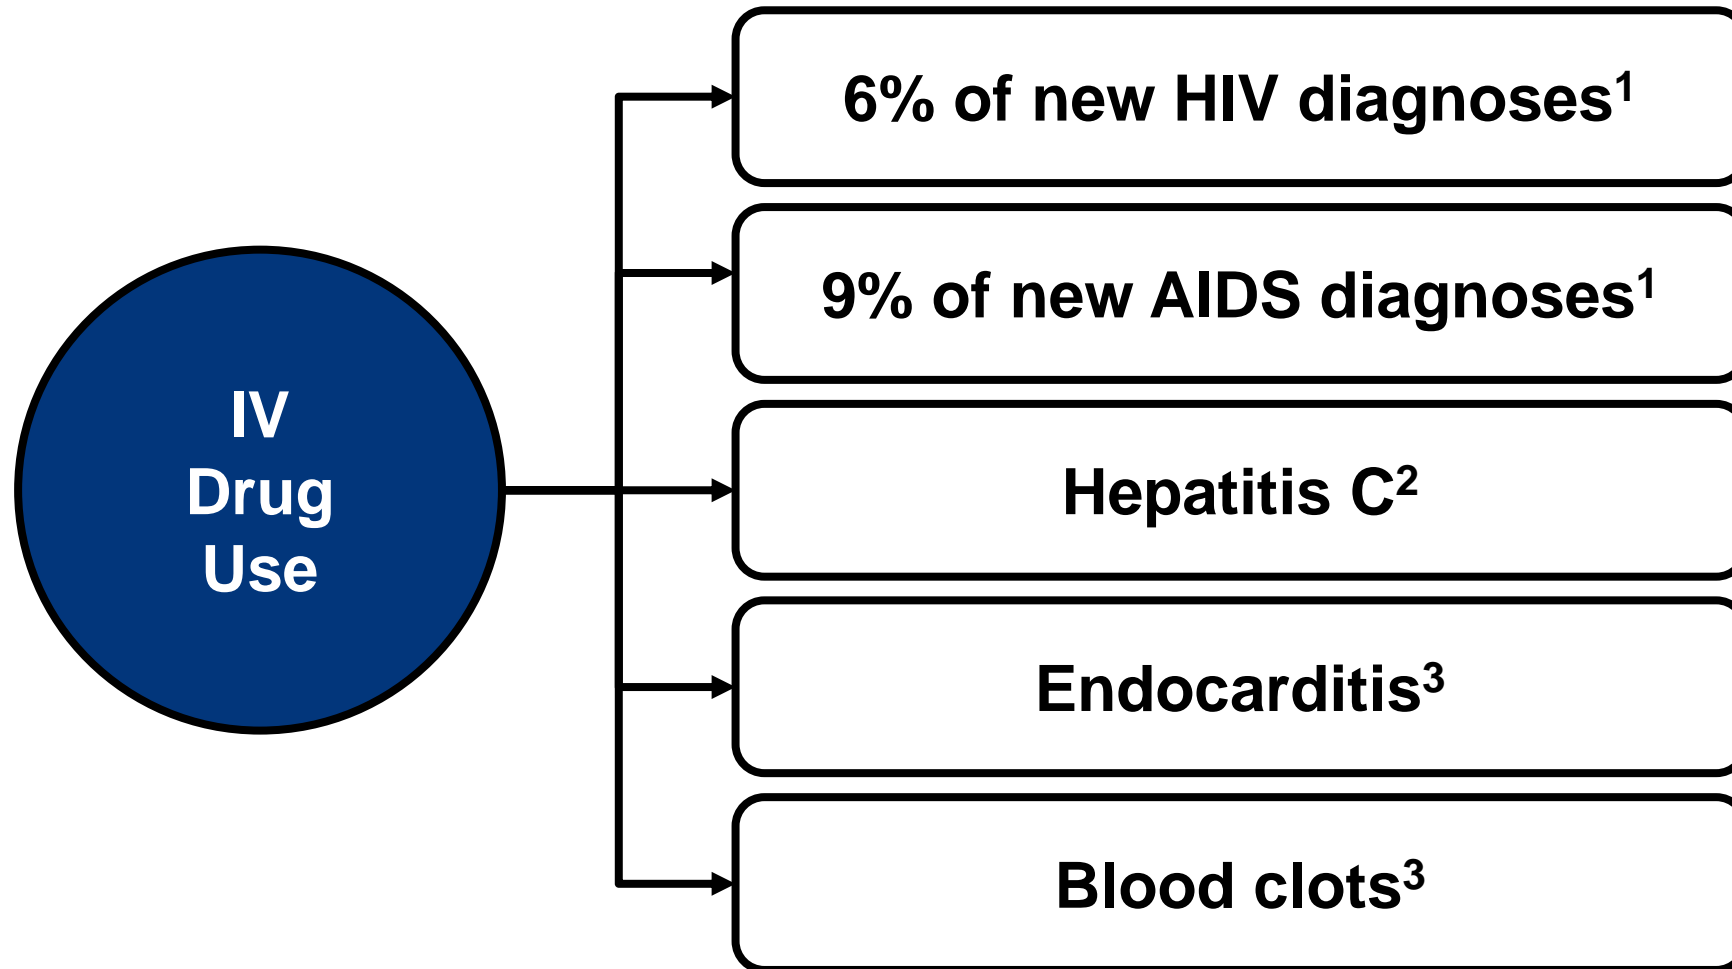 IV
Drug
Use
6% of new HIV diagnoses¹
9% of new AIDS diagnoses¹
Hepatitis C²
Endocarditis³
Blood clots³